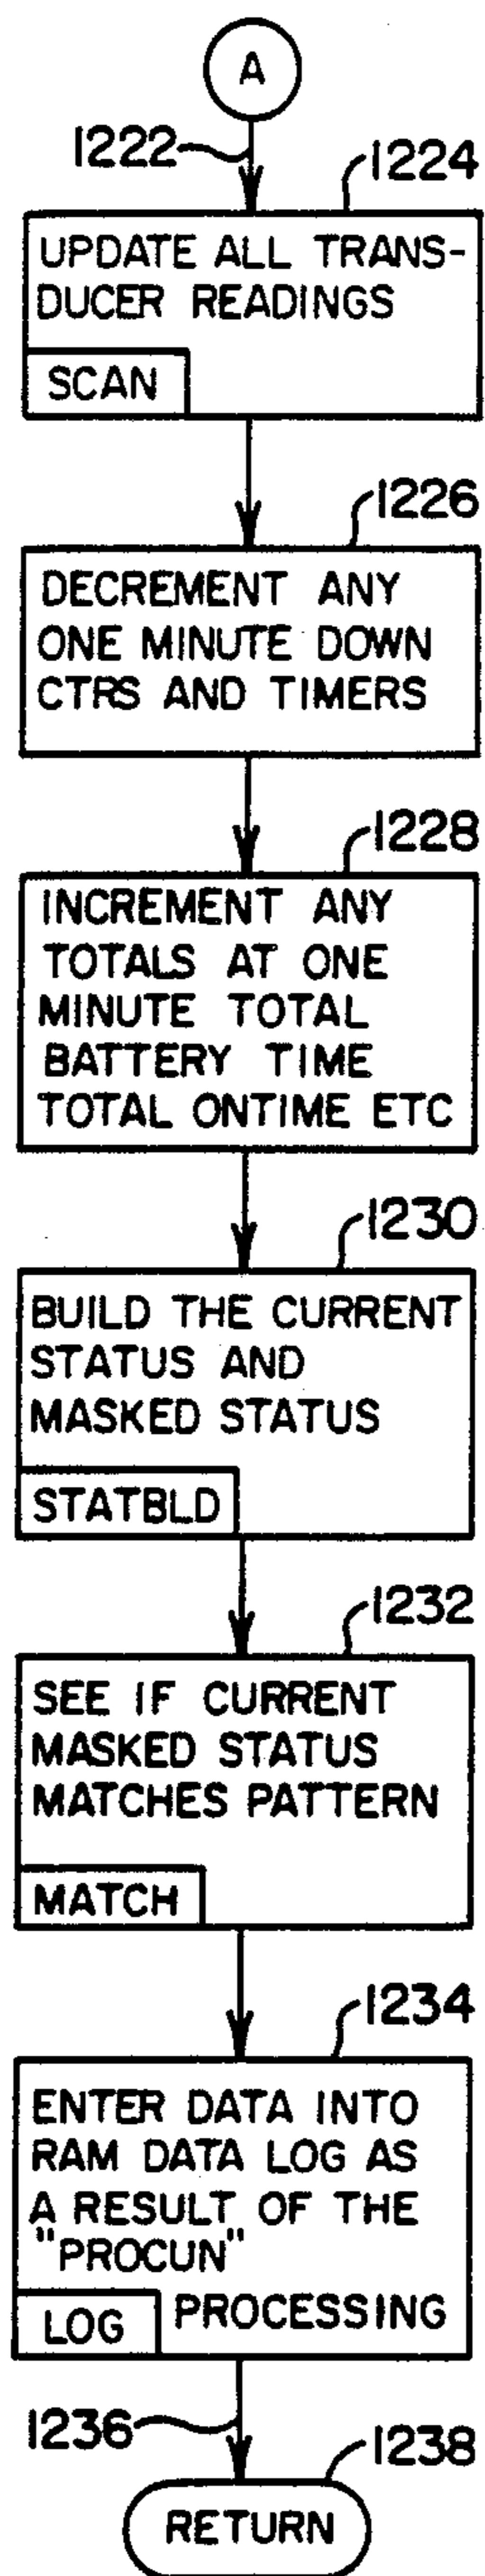 A
1222
1224
UPDATE ALL TRANS-
DUCER READINGS
SCAN
1226
DECREMENT ANY
ONE MINUTE DOWN
CTRS AND TIMERS
1228
INCREMENT ANY
TOTALS AT ONE
MINUTE TOTAL
BATTERY TIME
TOTAL ONTIME ETC
1230
BUILD THE CURRENT
STATUS AND
MASKED STATUS
STATBLD
1232
SEE IF CURRENT
MASKED STATUS
MATCHES PATTERN
MATCH
1234
ENTER DATA INTO
RAM DATA LOG AS
A RESULT OF THE
"PROCUN"
LOG PROCESSING
1236
1238
RETURN